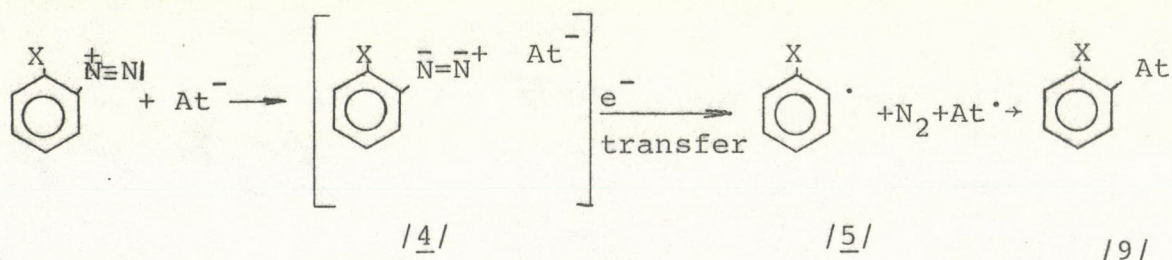 X N≡N + At⁻ → [ X N=N⁺ At⁻ ] e⁻ transfer X · +N₂+At· → X At
/4/ /5/ /9/